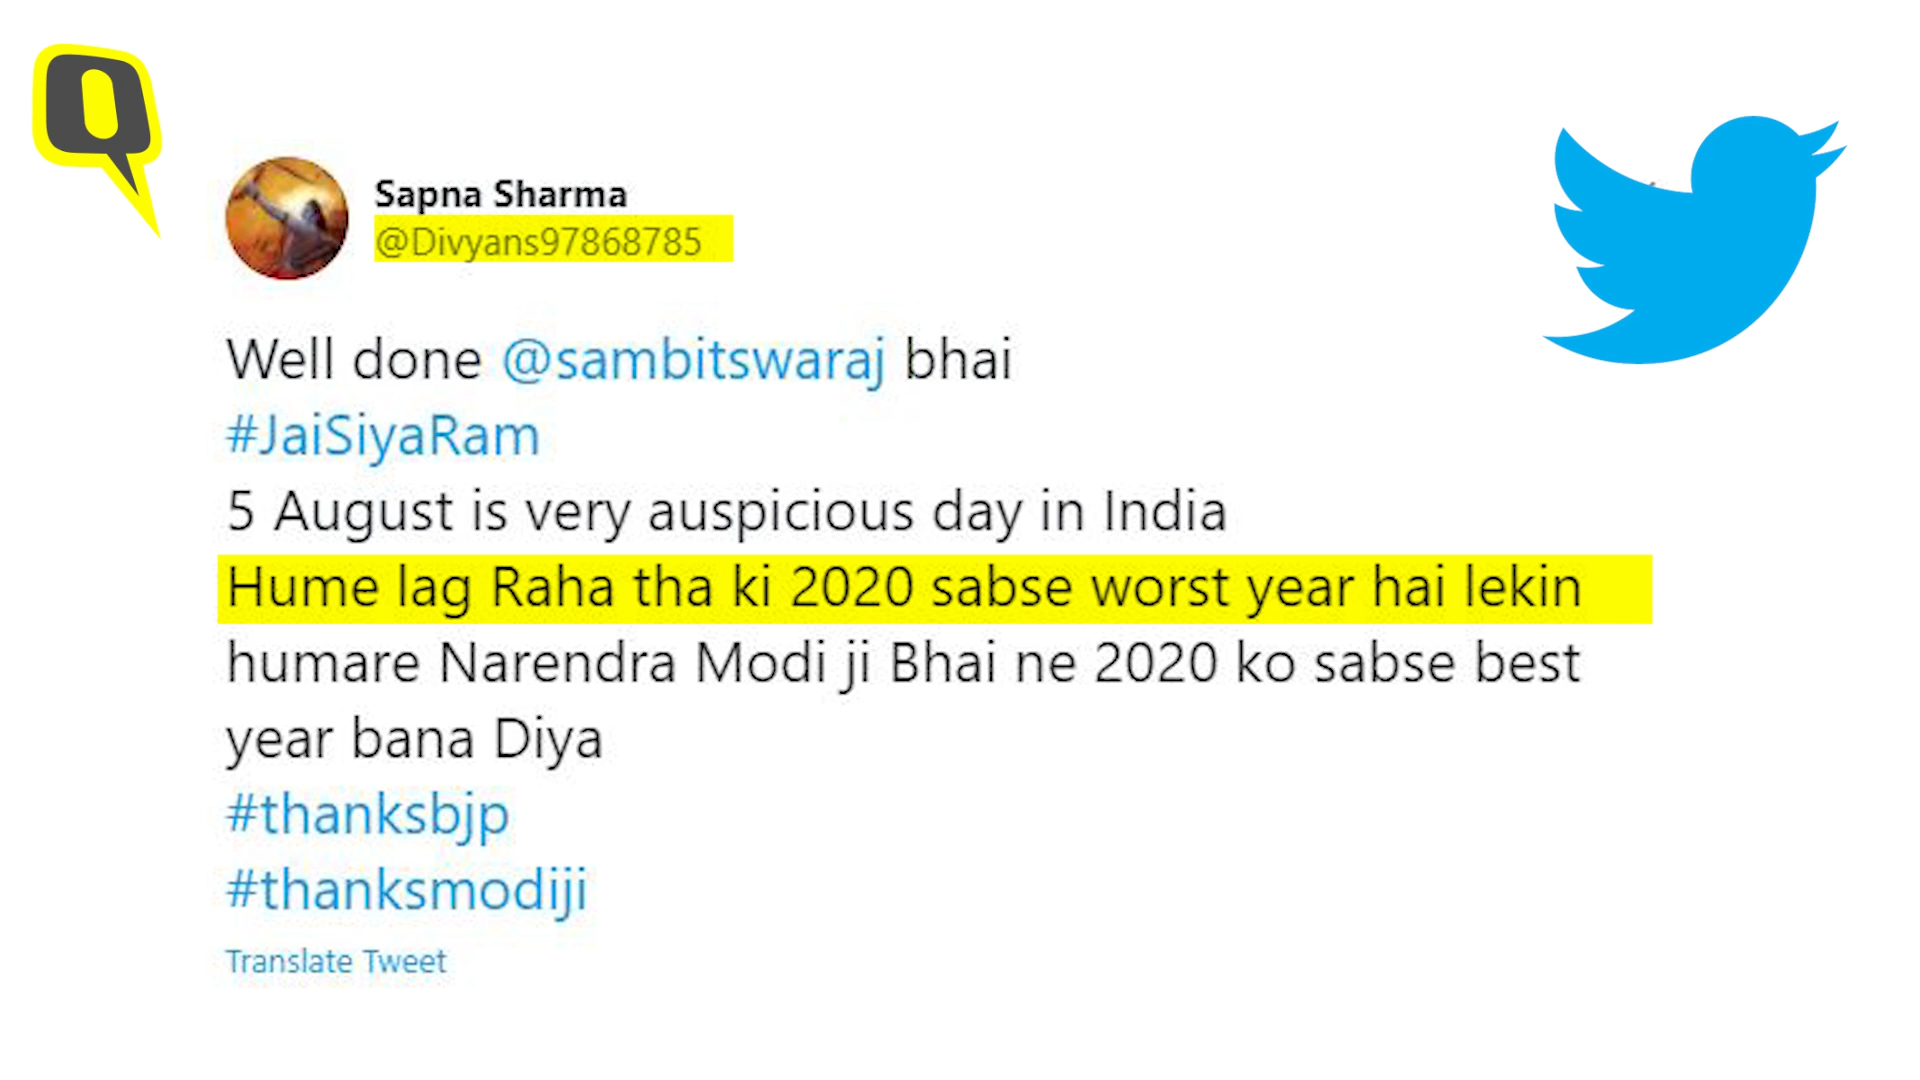 Q
Sapna Sharma
@Divyans97868785
Well done @sambitswaraj bhai
#JaiSiyaRam
5 August is very auspicious day in India
Hume lag Raha tha ki 2020 sabse worst year hai lekin
humare Narendra Modi ji Bhai ne 2020 ko sabse best
year bana Diya
#thanksbjp
#thanksmodiji
Translate Tweet